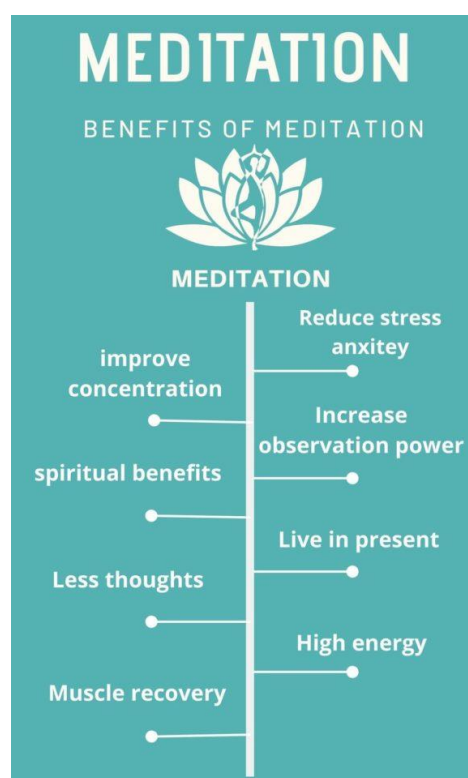 MEDITATION
BENEFITS OF MEDITATION
MEDITATION
Reduce stress
anxitey
improve
concentration
Increase
observation power
spiritual benefits
Live in present
Less thoughts
High energy
Muscle recovery